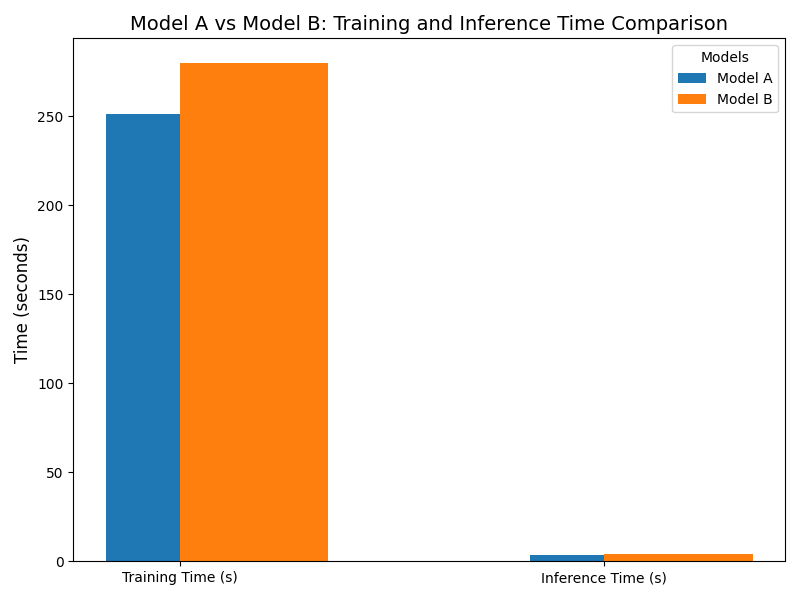 Model A vs Model B: Training and Inference Time Comparison
Models
Model A
Model B
Time (seconds)
250
200
150
100
50
0
Training Time (s)
Inference Time (s)